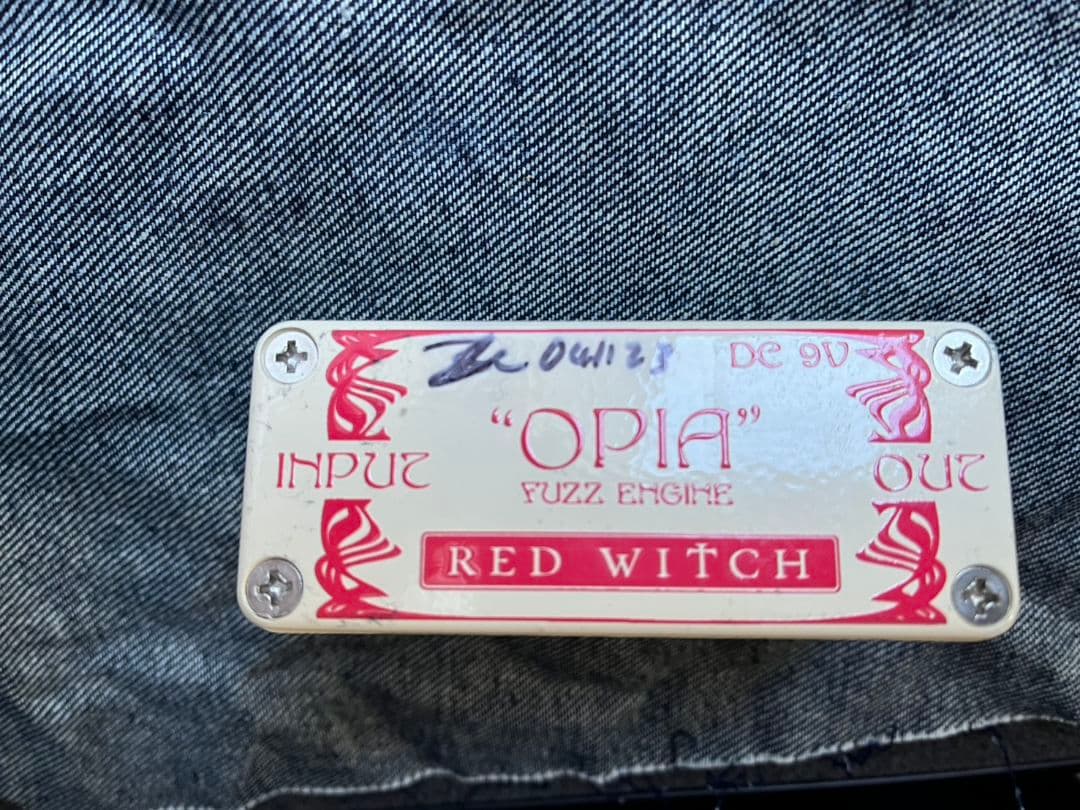 DC 9V
"OPIA"
INPUT
OUT
FUZZ ENGINE
RED WITCH